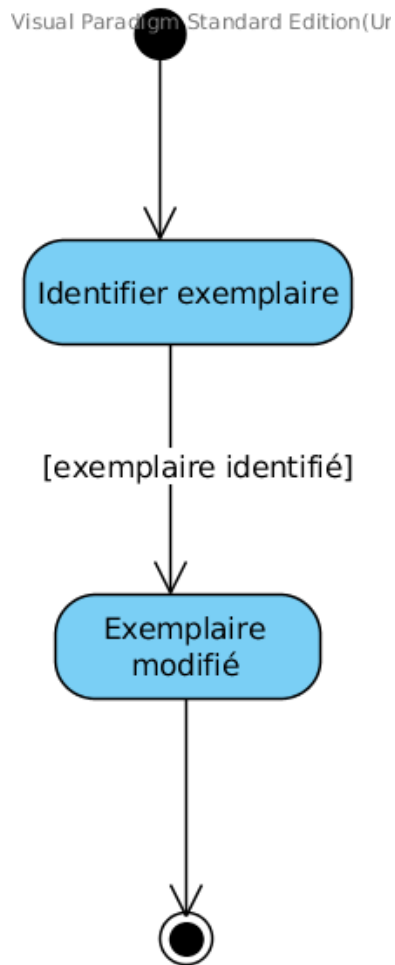 Visual Paradigm Standard Edition(Ur
Identifier exemplaire
[exemplaire identifié]
Exemplaire
modifié